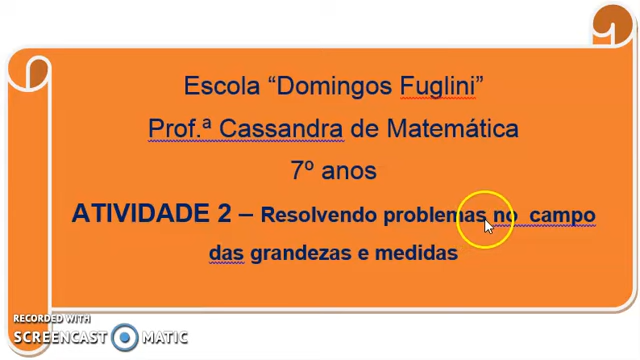 Escola “Domingos Fuglini”
Prof.ª Cassandra de Matemática
7º anos
ATIVIDADE 2 – Resolvendo problemas no campo
das grandezas e medidas
RECORDED WITH
SCREENCAST MATIC